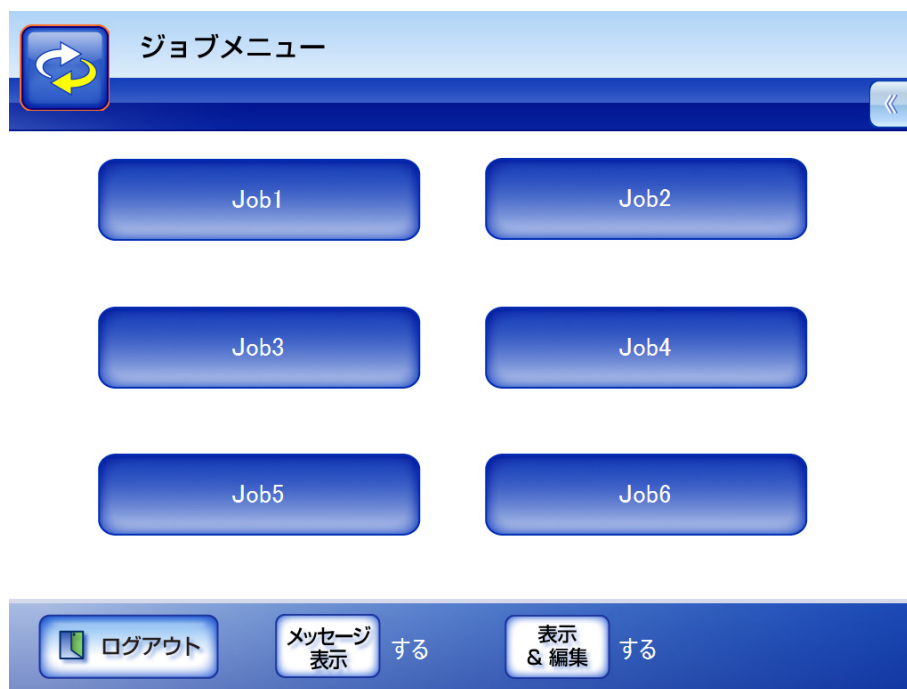 ジョブメニュー
Job1
Job2
Job3
Job4
Job5
Job6
ログアウト
メッセージ
表示
する
表示
& 編集
する